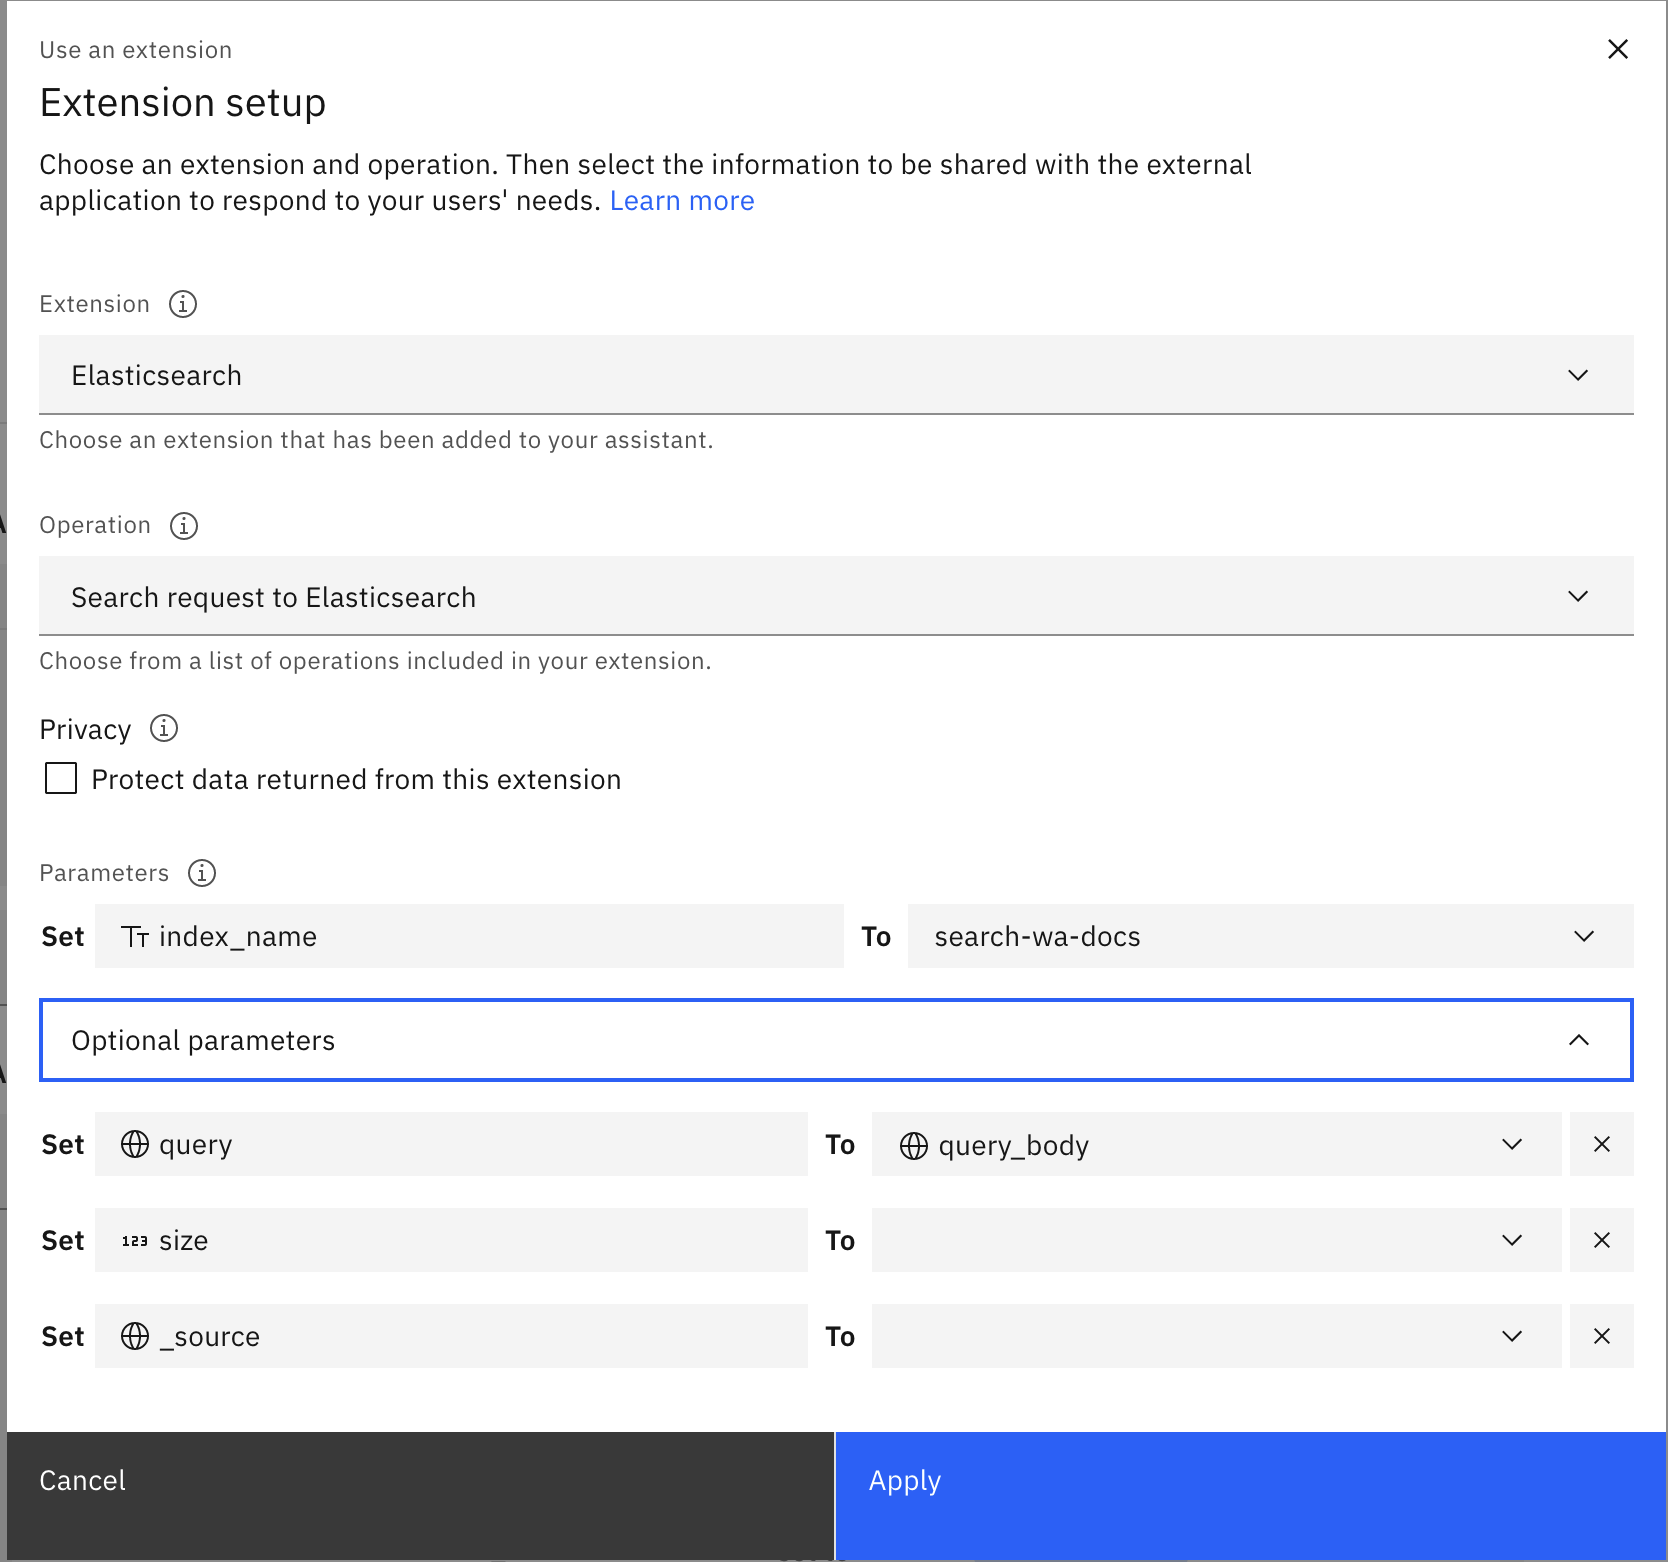 Use an extension
Extension setup
Choose an extension and operation. Then select the information to be shared with the external
application to respond to your users' needs. Learn more
Extension
Elasticsearch
Choose an extension that has been added to your assistant.
Operation
Search request to Elasticsearch
Choose from a list of operations included in your extension.
Privacy
Protect data returned from this extension
Parameters
Set index_name To search-wa-docs
Optional parameters
Set query To query_body
Set 123 size To
Set _source To
Cancel Apply